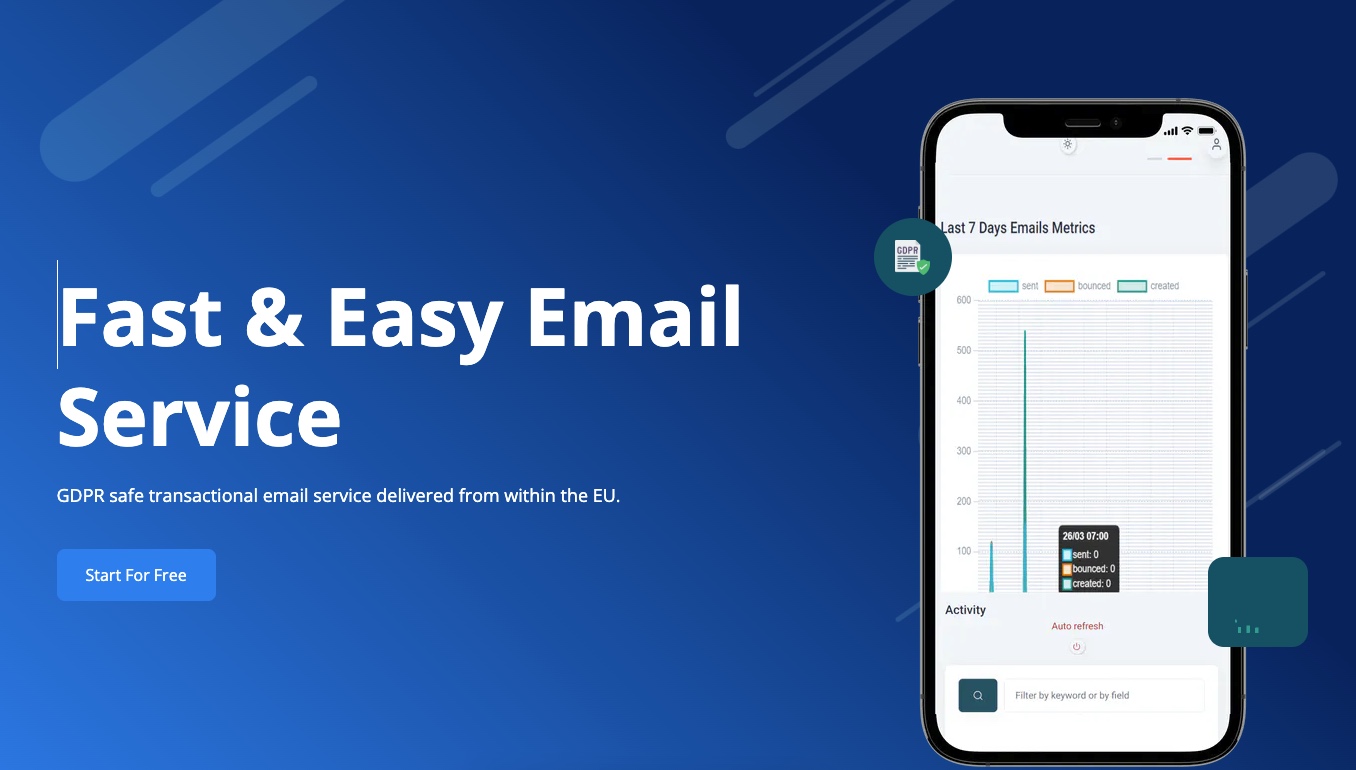 Fast & Easy Email
Service
GDPR safe transactional email service delivered from within the EU.
Start For Free
GDPR
Last 7 Days Emails Metrics
sent bounced created
600
500
400
300
200
100
26/03 07:00
sent: 0
bounced: 0
created: 0
Activity
Auto refresh
Filter by keyword or by field